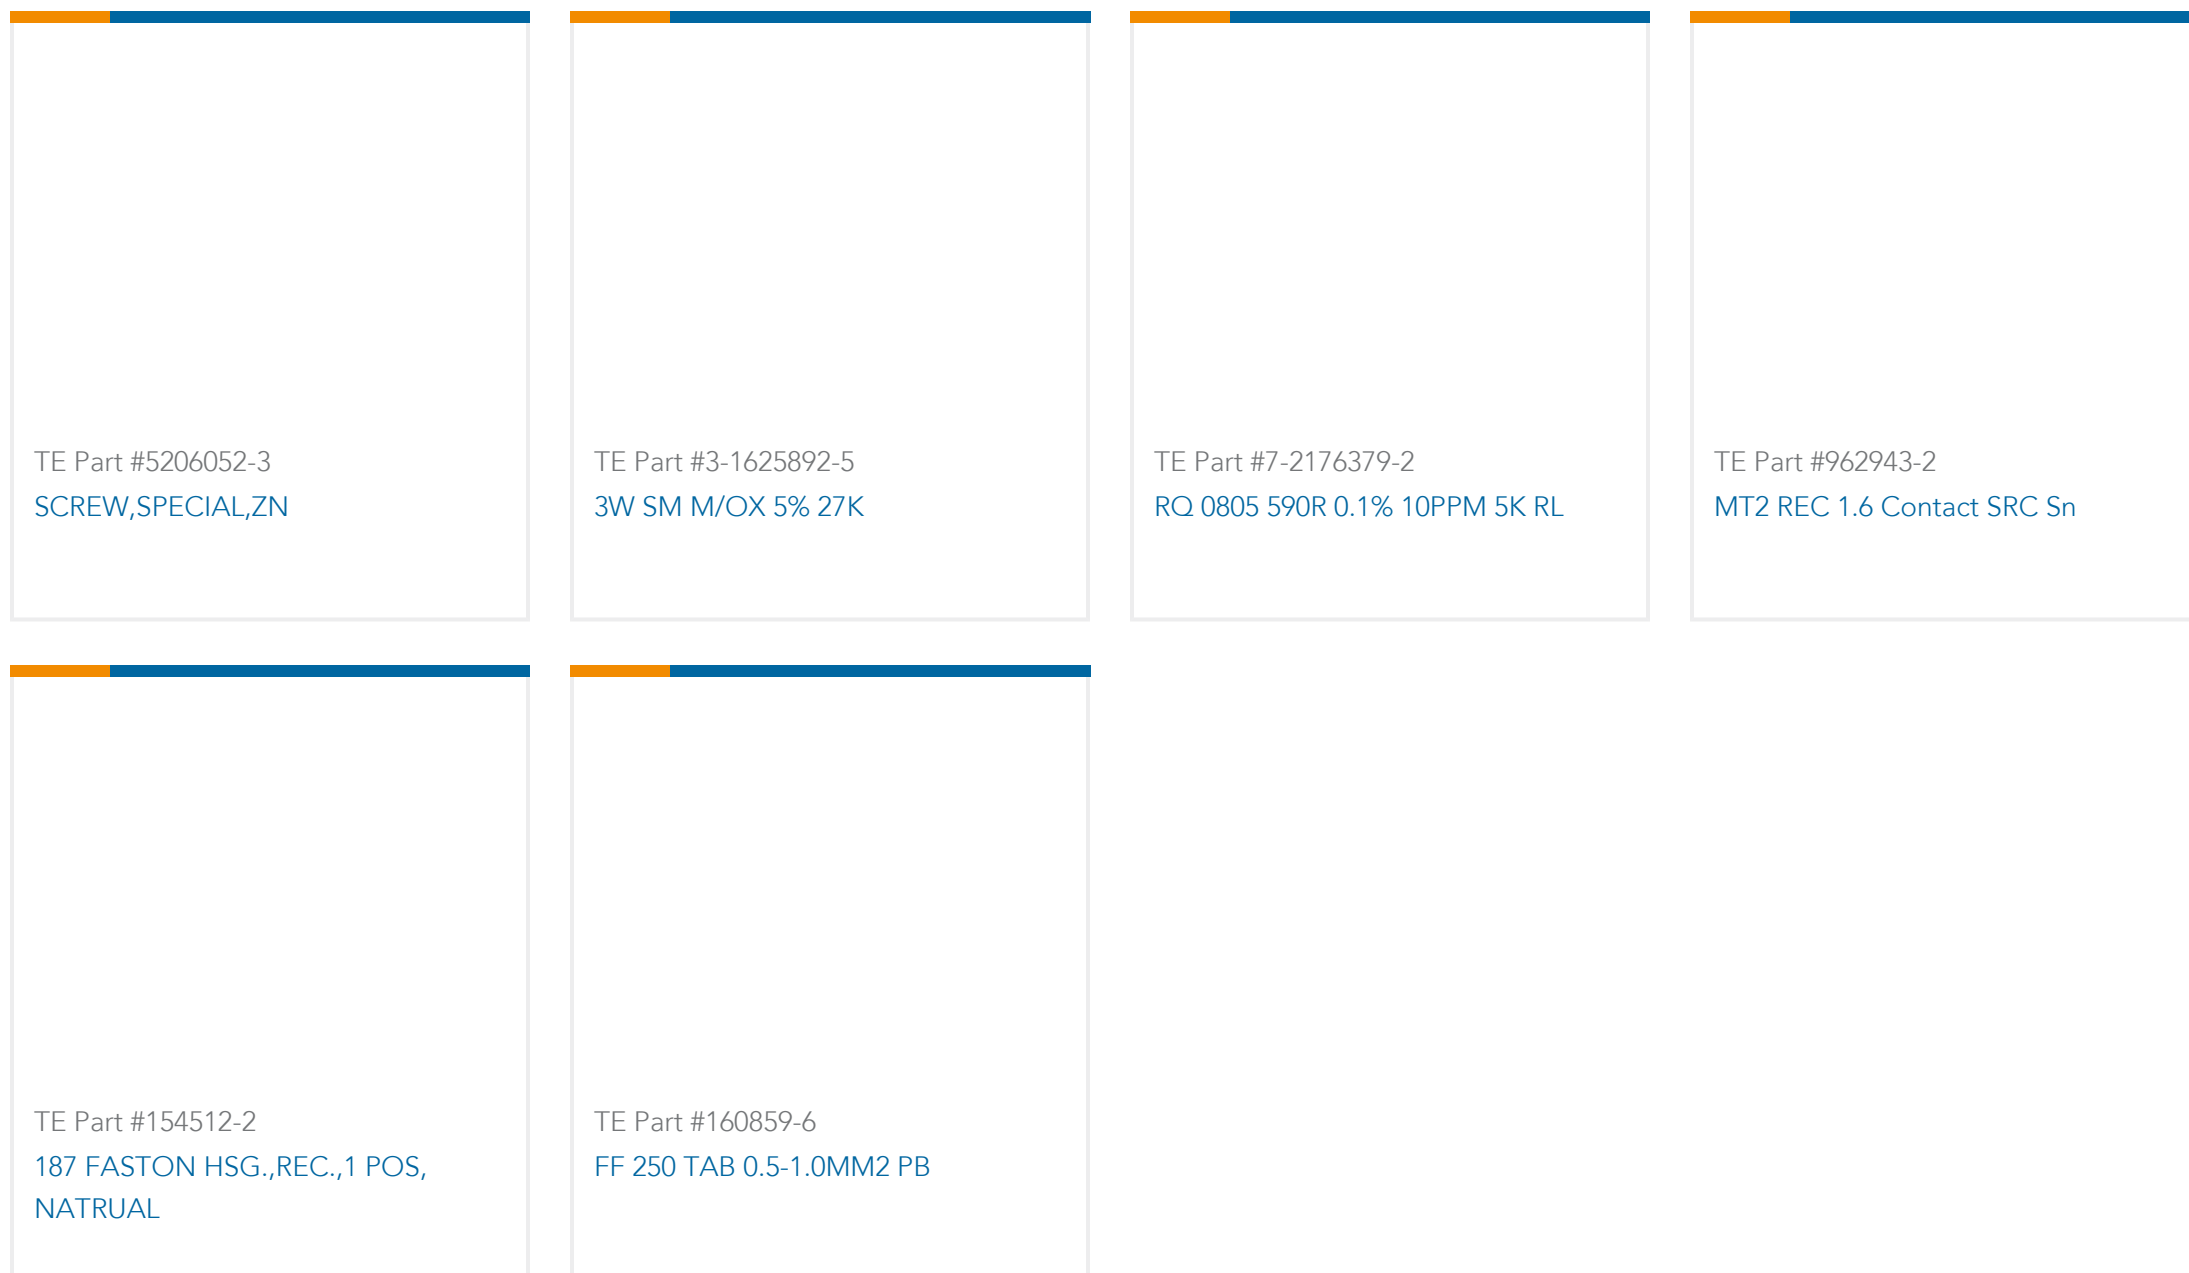 TE Part #5206052-3
SCREW,SPECIAL,ZN
TE Part #3-1625892-5
3W SM M/OX 5% 27K
TE Part #7-2176379-2
RQ 0805 590R 0.1% 10PPM 5K RL
TE Part #962943-2
MT2 REC 1.6 Contact SRC Sn
TE Part #154512-2
187 FASTON HSG.,REC.,1 POS,
NATRUAL
TE Part #160859-6
FF 250 TAB 0.5-1.0MM2 PB